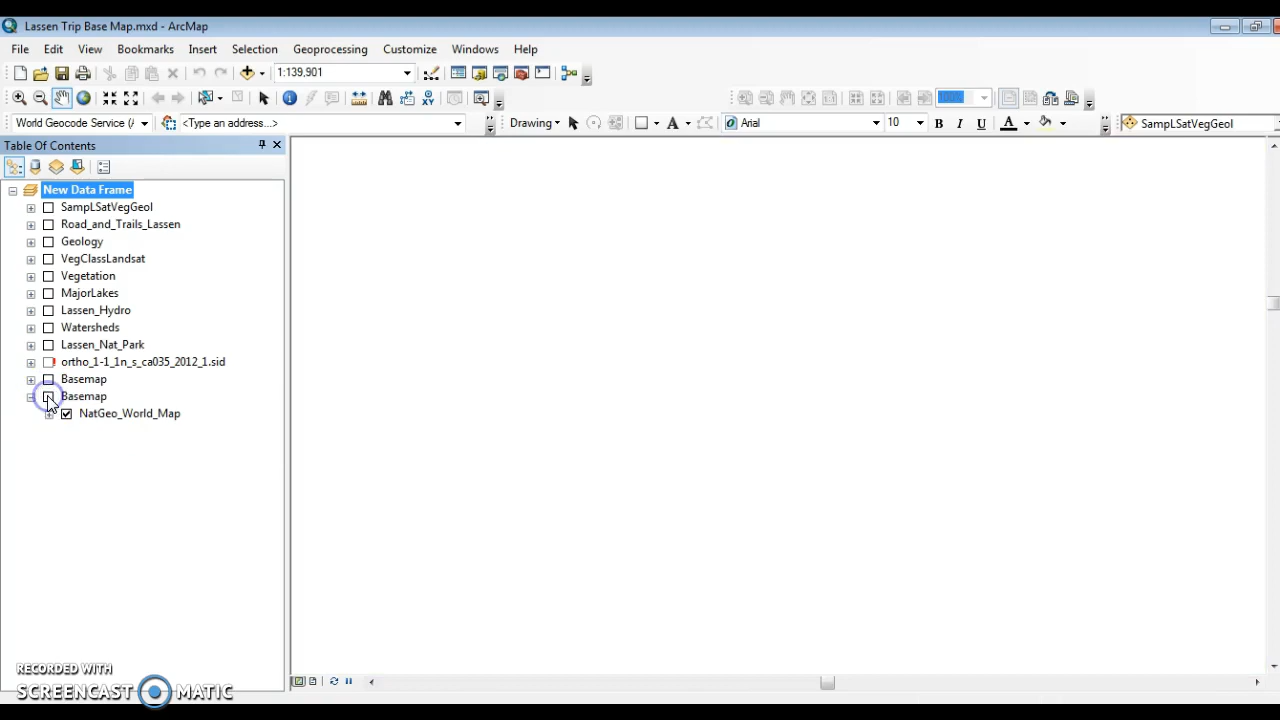 Lassen Trip Base Map.mxd - ArcMap
File Edit View Bookmarks Insert Selection Geoprocessing Customize Windows Help
1:139,901
World Geocode Service (A <Type an address...> Drawing Arial 10 B I U A SampLSatVegGeol
Table Of Contents
New Data Frame
SampLSatVegGeol
Road_and_Trails_Lassen
Geology
VegClassLandsat
Vegetation
MajorLakes
Lassen_Hydro
Watersheds
Lassen_Nat_Park
ortho_1-1_1n_s_ca035_2012_1.sid
Basemap
Basemap
NatGeo_World_Map
RECORDED WITH
SCREENCAST MATIC